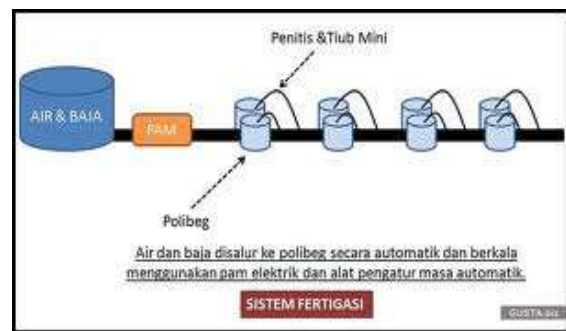 Penitis &Tiub Mini
AIR & BAJA
PAM
Polibeg
Air dan baja disalur ke polibeg secara automatik dan berkala
menggunakan pam elektrik dan alat pengatur masa automatik.
SISTEM FERTIGASI